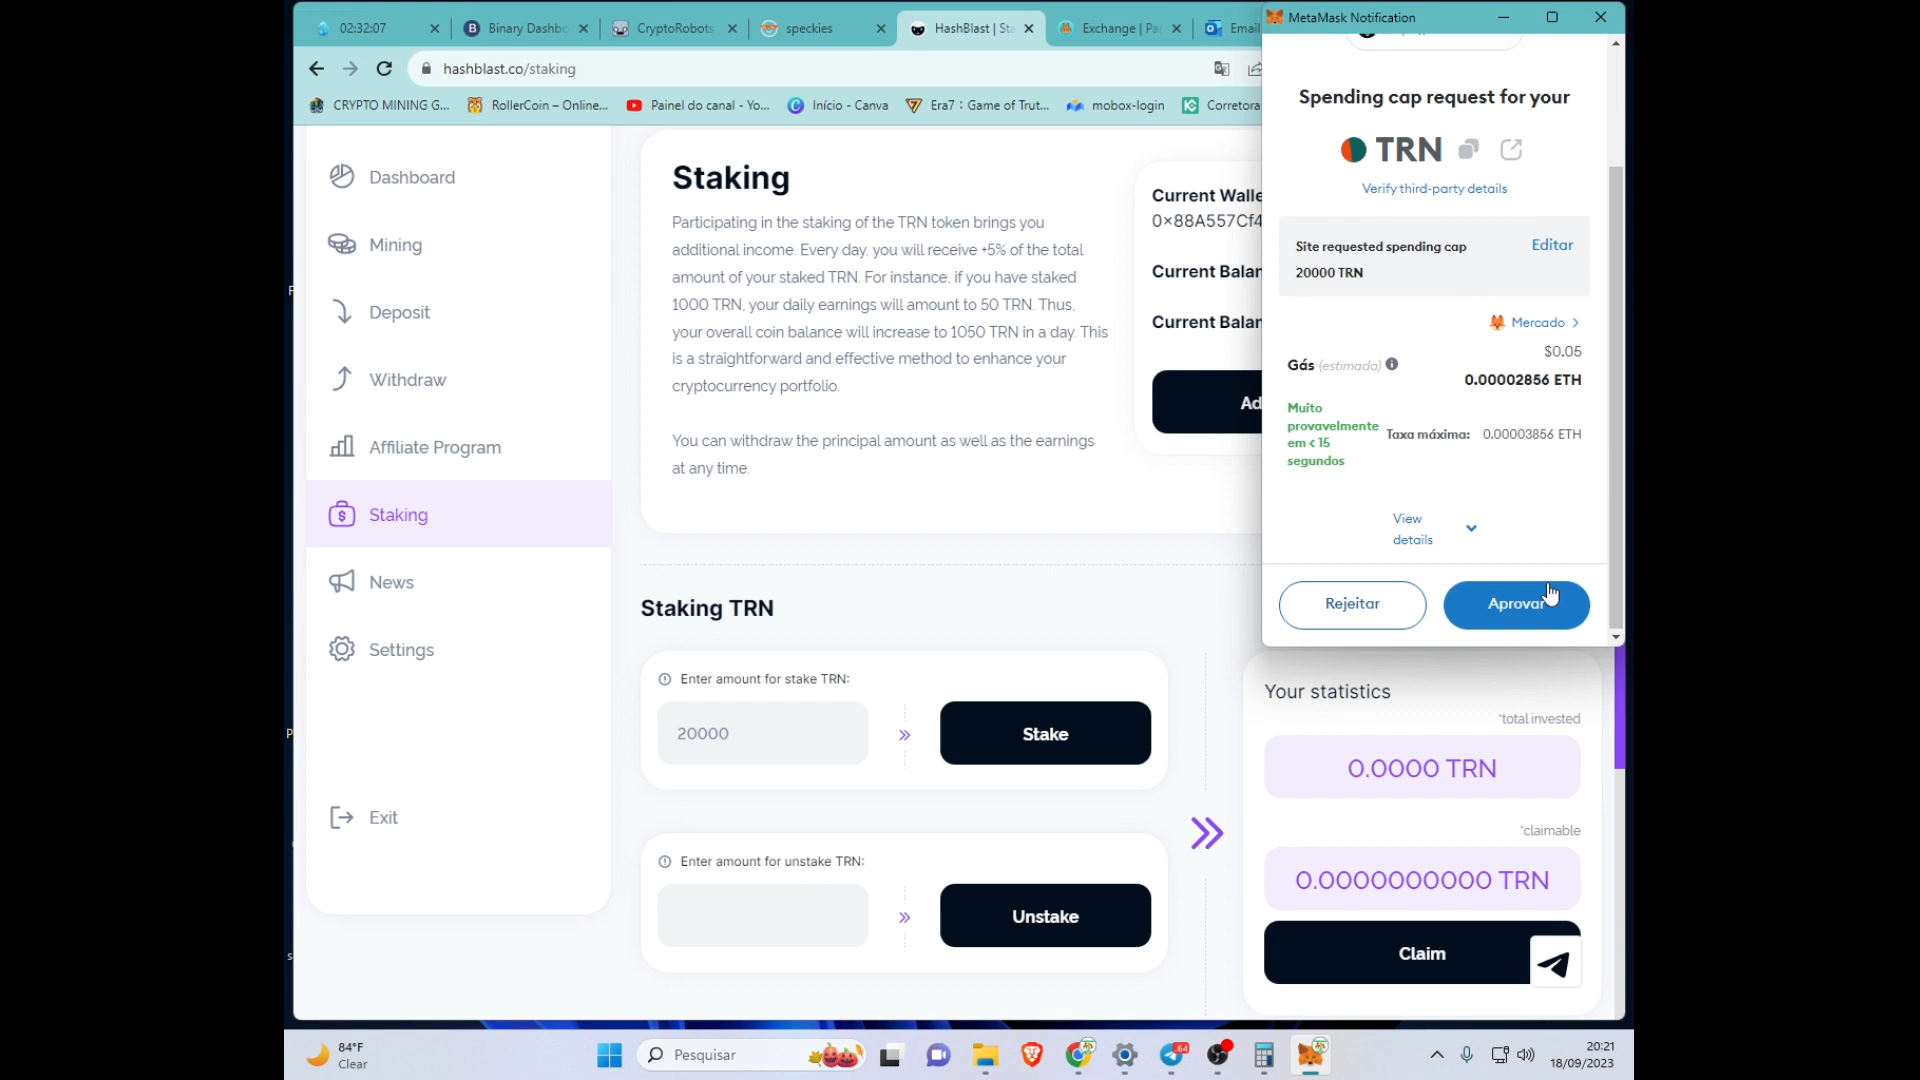 02:32:07
Binary Dashbo
CryptoRobots
speckies
HashBlast | Sta
Exchange | Pa
Email
MetaMask Notification
hashblast.co/staking
CRYPTO MINING G...
RollerCoin – Online...
Painel do canal - Yo...
Início - Canva
Era7 : Game of Trut...
mobox-login
Corretora
Dashboard
Mining
Deposit
Withdraw
Affiliate Program
Staking
News
Settings
Exit
Staking
Participating in the staking of the TRN token brings you
additional income. Every day, you will receive +5% of the total
amount of your staked TRN. For instance, if you have staked
1000 TRN, your daily earnings will amount to 50 TRN. Thus,
your overall coin balance will increase to 1050 TRN in a day. This
is a straightforward and effective method to enhance your
cryptocurrency portfolio.
You can withdraw the principal amount as well as the earnings
at any time.
Current Walle
0x88A557Cf4
Current Balan
Current Balan
Ad
Spending cap request for your
TRN
Verify third-party details
Site requested spending cap
Editar
20000 TRN
Mercado >
$0.05
Gás (estimada)
0.00002856 ETH
Muito
provavelmente
em < 15
segundos
Taxa máxima: 0.00003856 ETH
View
details
Rejeitar
Aprovar
Staking TRN
Enter amount for stake TRN:
20000
Stake
Enter amount for unstake TRN:
Unstake
Your statistics
*total invested
0.0000 TRN
*claimable
0.0000000000 TRN
Claim
84°F
Clear
Pesquisar
64
20:21
18/09/2023